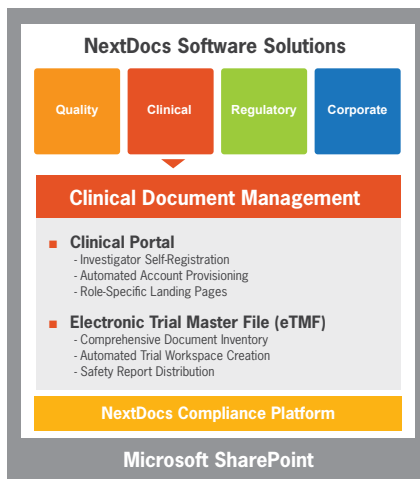 NextDocs Software Solutions
Quality
Clinical
Regulatory
Corporate
Clinical Document Management
■ Clinical Portal
- Investigator Self-Registration
- Automated Account Provisioning
- Role-Specific Landing Pages
■ Electronic Trial Master File (eTMF)
- Comprehensive Document Inventory
- Automated Trial Workspace Creation
- Safety Report Distribution
NextDocs Compliance Platform
Microsoft SharePoint